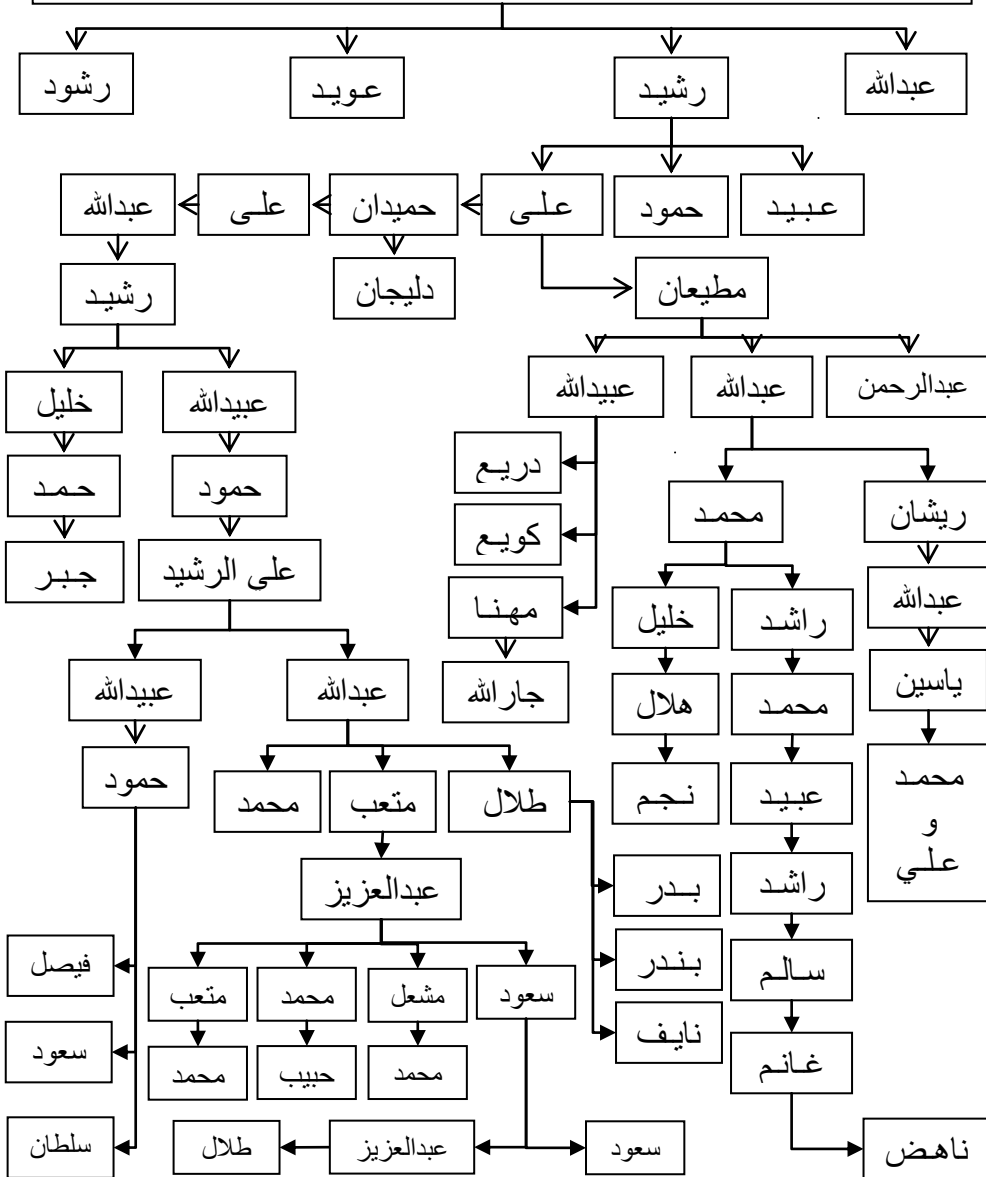 عبدالله
رشيد
عويد
رشود
عبيد
حمود
على
حميدان
على
عبدالله
مطيعان
دليجان
رشيد
عبدالرحمن
عبدالله
عبيدالله
عبيدالله
خليل
دريع
حمود
حمد
ريشان
محمد
كويع
على الرشيد
جبر
عبدالله
راشد
خليل
مهنا
ياسين
محمد
هلال
جارالله
عبدالله
عبيدالله
محمد
و
علي
عبيد
نجم
طلال
متعب
محمد
حمود
راشد
بدر
عبدالعزيز
سالم
بندر
سعود
مشعل
محمد
متعب
فيصل
غانم
نايف
محمد
حبيب
محمد
سعود
ناهض
سعود
عبدالعزيز
طلال
سلطان